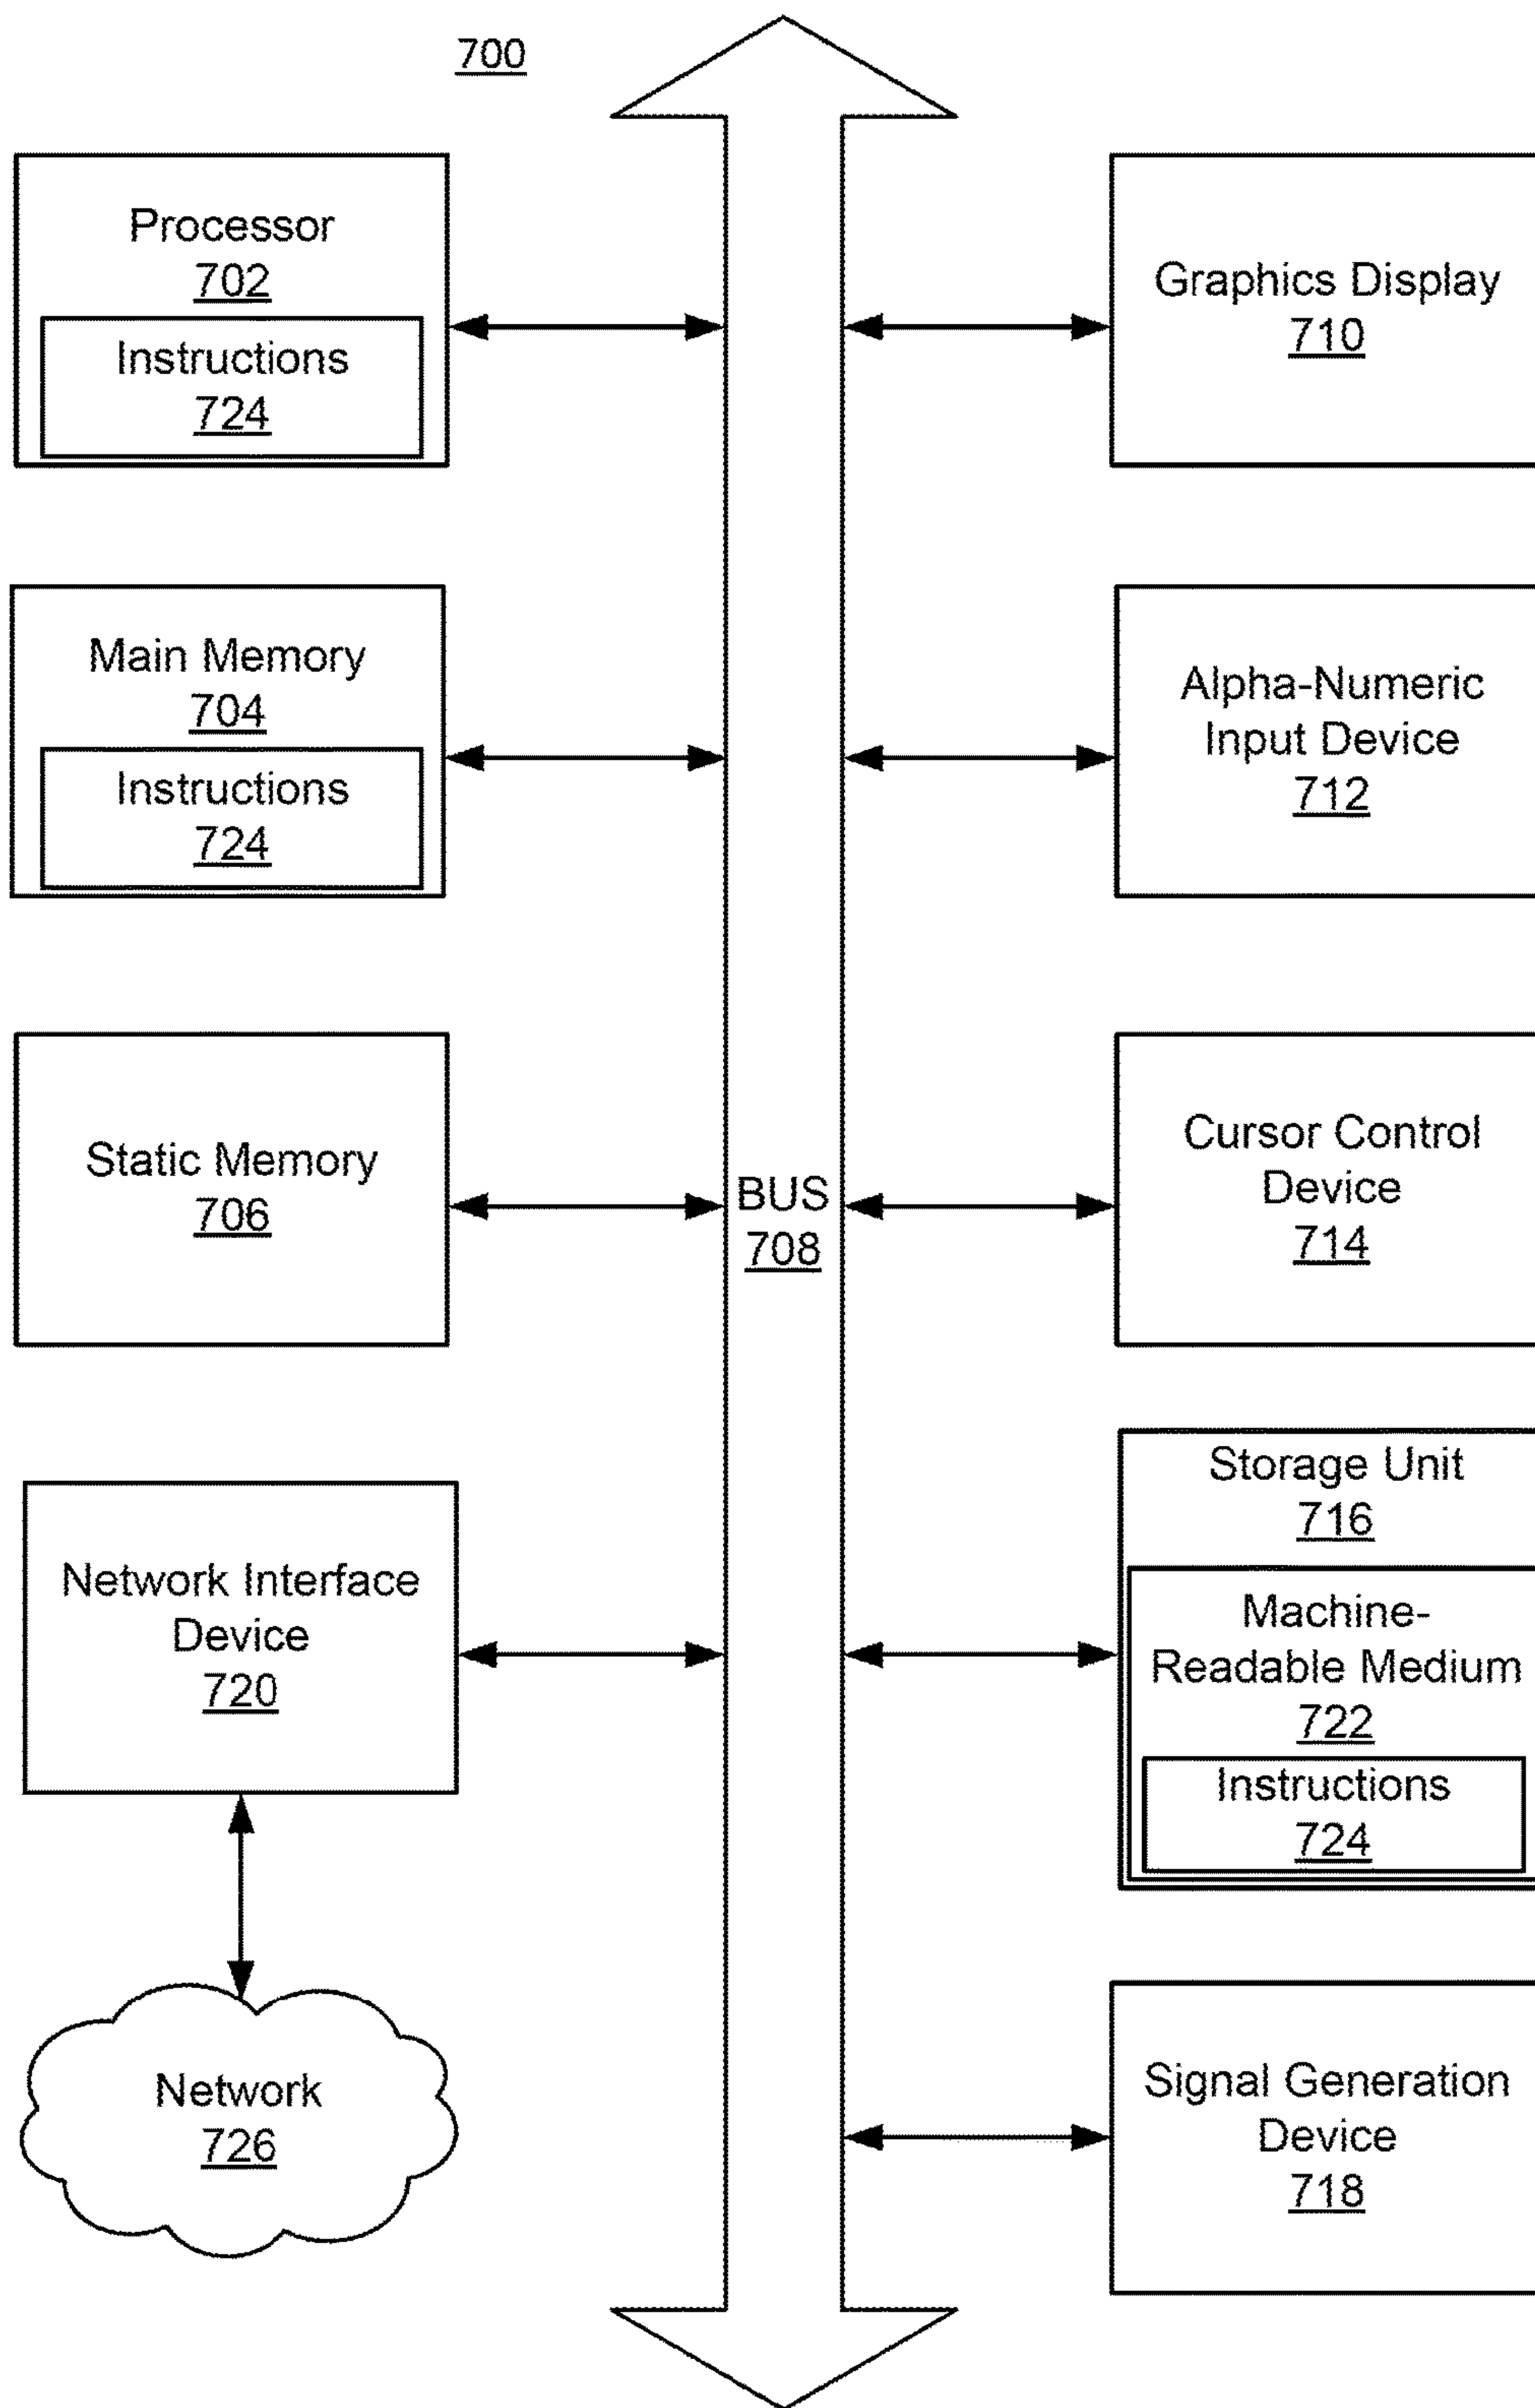 700
Processor
702
Instructions
724
Main Memory
704
Instructions
724
Static Memory
706
Network Interface
Device
720
Network
726
BUS
708
Graphics Display
710
Alpha-Numeric
Input Device
712
Cursor Control
Device
714
Storage Unit
716
Machine-
Readable Medium
722
Instructions
724
Signal Generation
Device
718